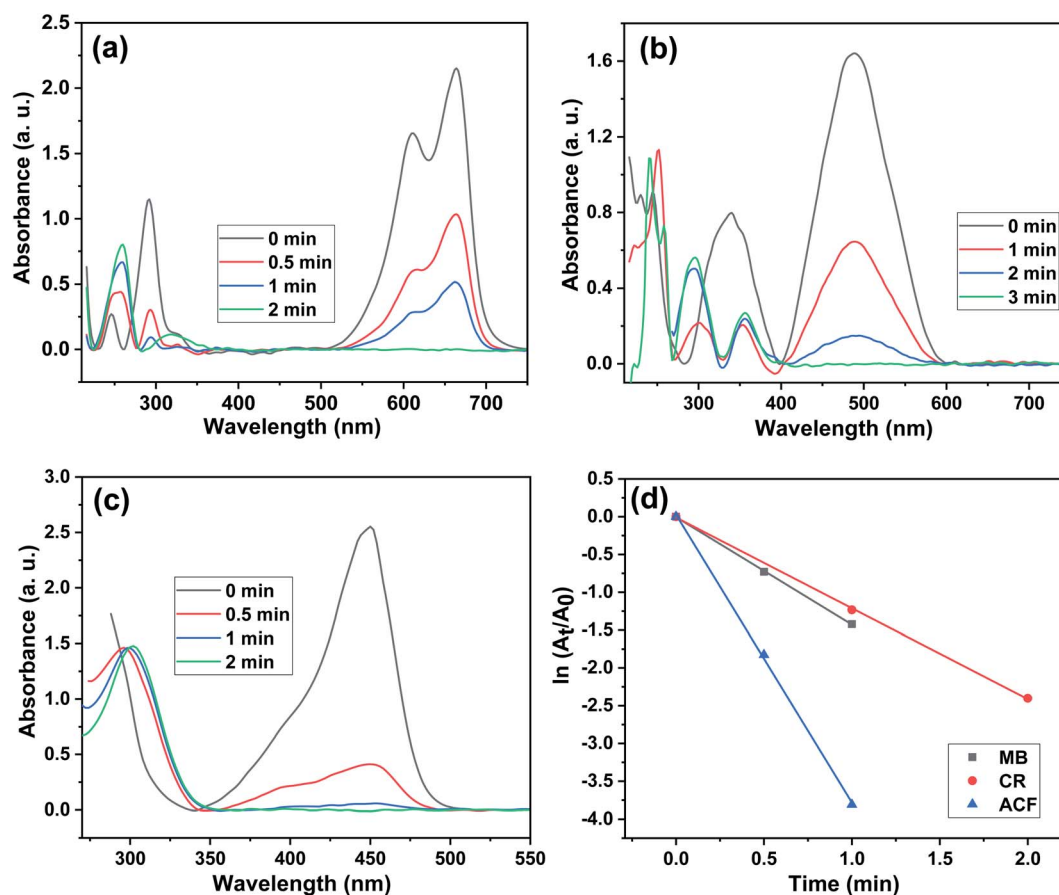 (a)
2.5
2.0
1.5
1.0
0.5
0.0
Absorbance (a. u.)
0 min
0.5 min
1 min
2 min
300 400 500 600 700
Wavelength (nm)
(b)
1.6
1.2
0.8
0.4
0.0
Absorbance (a. u.)
0 min
1 min
2 min
3 min
300 400 500 600 700
Wavelength (nm)
(c)
3.0
2.5
2.0
1.5
1.0
0.5
0.0
Absorbance (a. u.)
0 min
0.5 min
1 min
2 min
300 350 400 450 500 550
Wavelength (nm)
(d)
0.5
0.0
-0.5
-1.0
-1.5
-2.0
-2.5
-3.0
-3.5
-4.0
ln (At/A0)
MB
CR
ACF
0.0 0.5 1.0 1.5 2.0
Time (min)